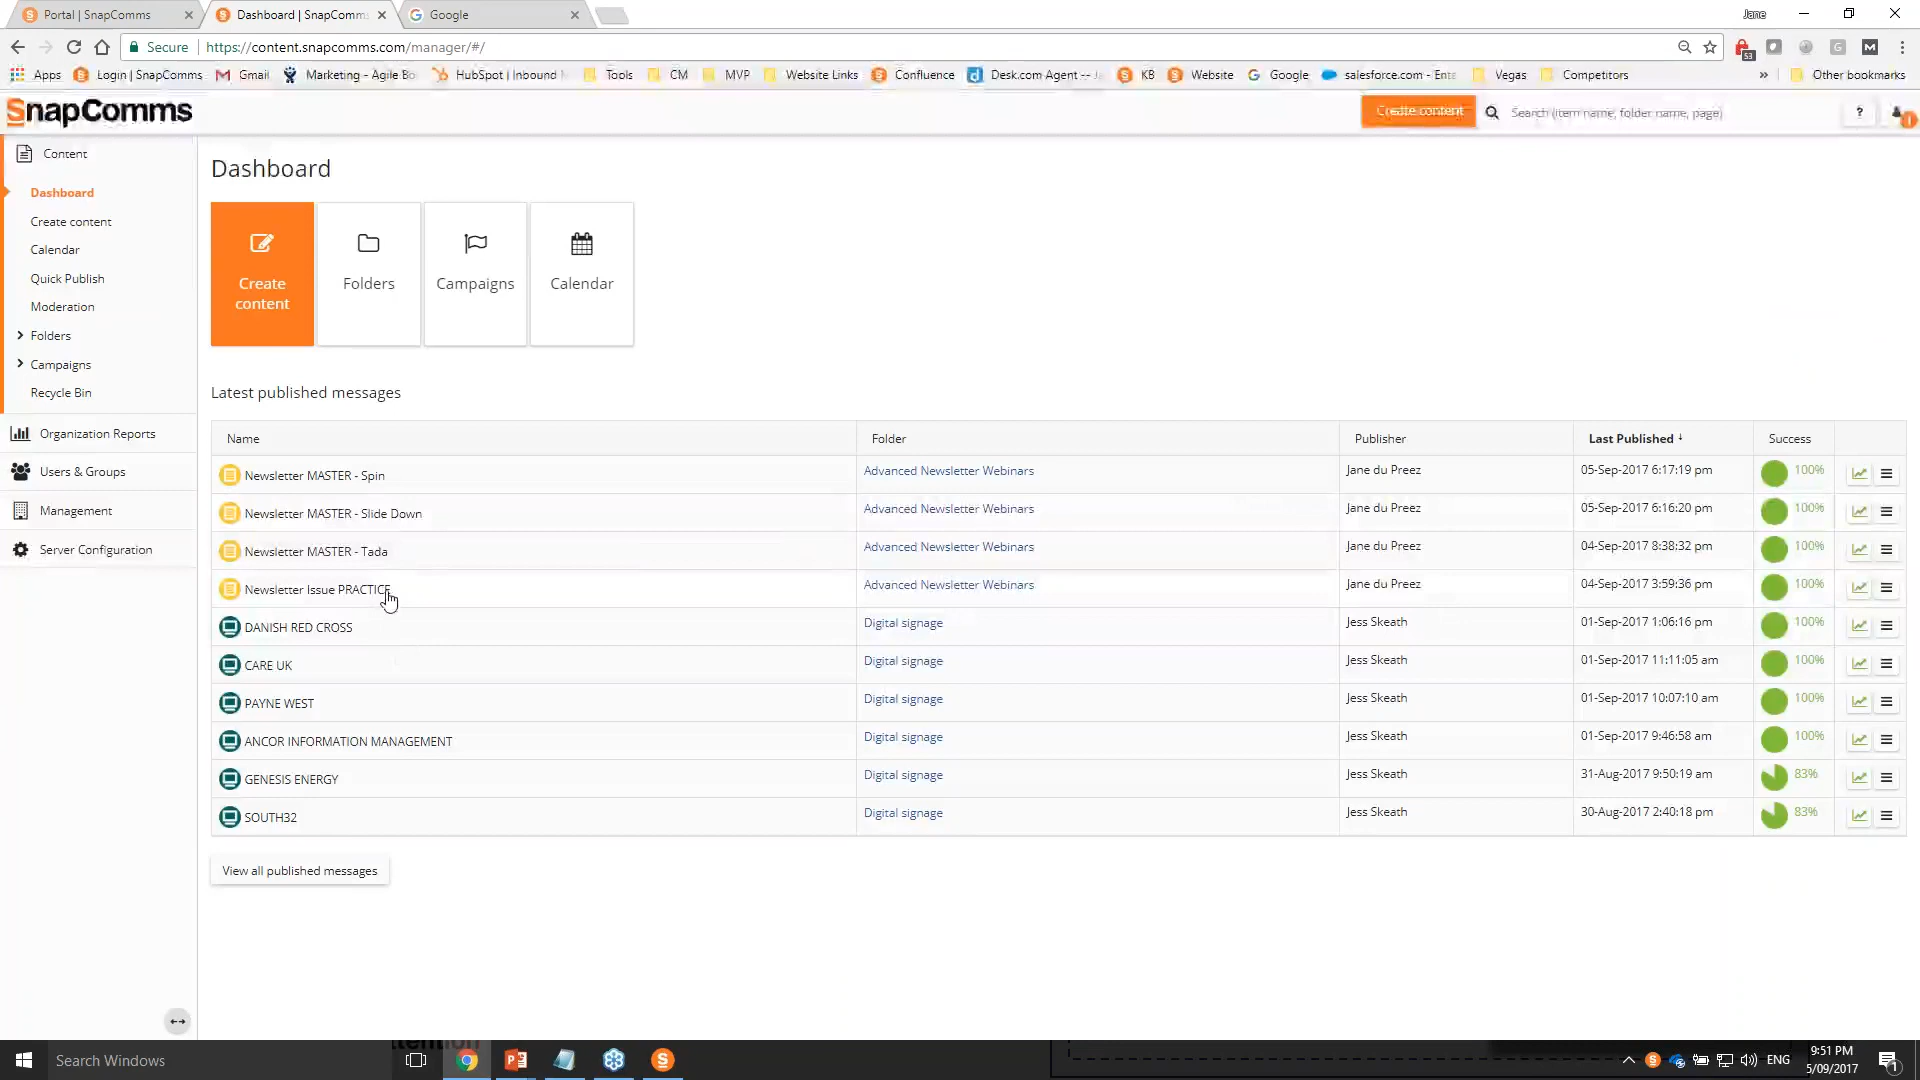 Portal | SnapComms
Dashboard | SnapComms
Google
Jane
Secure
https://content.snapcomms.com/manager/#/
53
Apps
Login | SnapComms
Gmail
Marketing - Agile Bo
HubSpot | Inbound
Tools
CM
MVP
Website Links
Confluence
Desk.com Agent --
KB
Website
Google
salesforce.com - Ente
Vegas
Competitors
»
Other bookmarks
SnapComms
Create content
Search (item name, folder name, page)
?
Content
Dashboard
Create content
Calendar
Quick Publish
Moderation
Folders
Campaigns
Recycle Bin
Organization Reports
Users & Groups
Management
Server Configuration
Dashboard
Create content
Folders
Campaigns
Calendar
Latest published messages
Name Folder Publisher Last Published Success
Newsletter MASTER - Spin Advanced Newsletter Webinars Jane du Preez 05-Sep-2017 6:17:19 pm 100%
Newsletter MASTER - Slide Down Advanced Newsletter Webinars Jane du Preez 05-Sep-2017 6:16:20 pm 100%
Newsletter MASTER - Tada Advanced Newsletter Webinars Jane du Preez 04-Sep-2017 8:38:32 pm 100%
Newsletter Issue PRACTICE Advanced Newsletter Webinars Jane du Preez 04-Sep-2017 3:59:36 pm 100%
DANISH RED CROSS Digital signage Jess Skeath 01-Sep-2017 1:06:16 pm 100%
CARE UK Digital signage Jess Skeath 01-Sep-2017 11:11:05 am 100%
PAYNE WEST Digital signage Jess Skeath 01-Sep-2017 10:07:10 am 100%
ANCOR INFORMATION MANAGEMENT Digital signage Jess Skeath 01-Sep-2017 9:46:58 am 100%
GENESIS ENERGY Digital signage Jess Skeath 31-Aug-2017 9:50:19 am 83%
SOUTH32 Digital signage Jess Skeath 30-Aug-2017 2:40:18 pm 83%
View all published messages
Search Windows
ENG
9:51 PM
5/09/2017
1